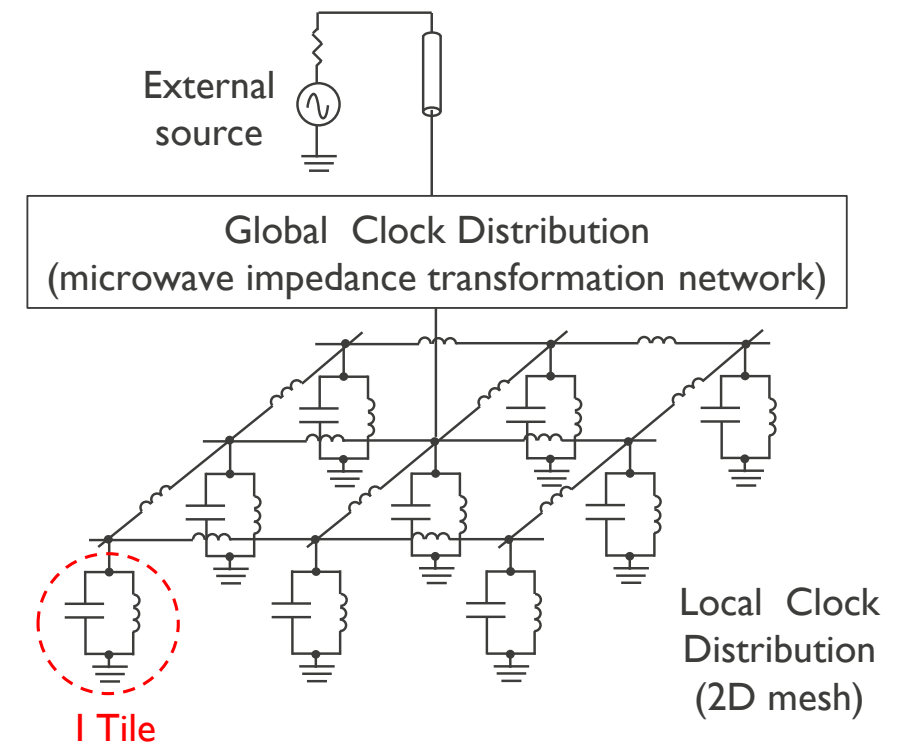 External
source
Global Clock Distribution
(microwave impedance transformation network)
Local Clock
Distribution
(2D mesh)
1 Tile